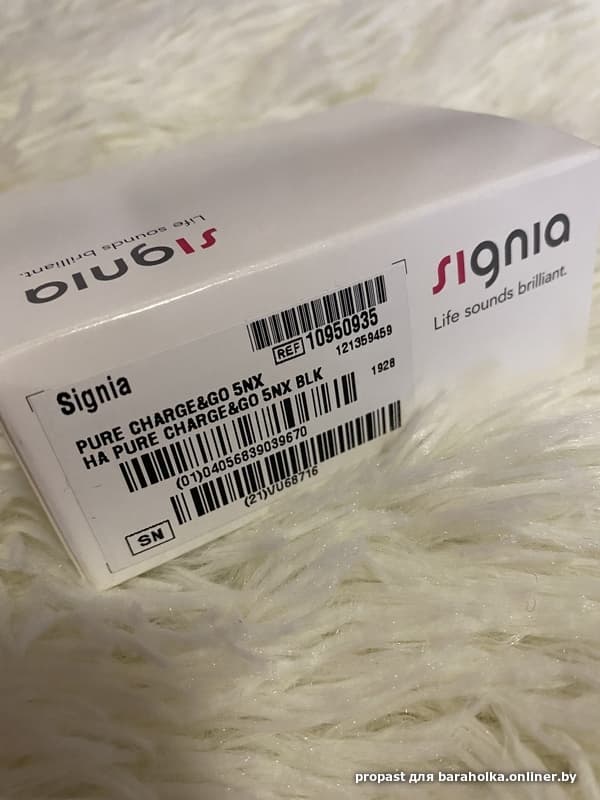 signia
Life sounds brilliant.
signia
Life sounds brilliant.
REF 10950935
121359459
Signia
1928
PURE CHARGE&GO 5NX
HA PURE CHARGE&GO 5NX BLK
(01)04056839039670
(21)VU68716
SN
propast для baraholka.onliner.by